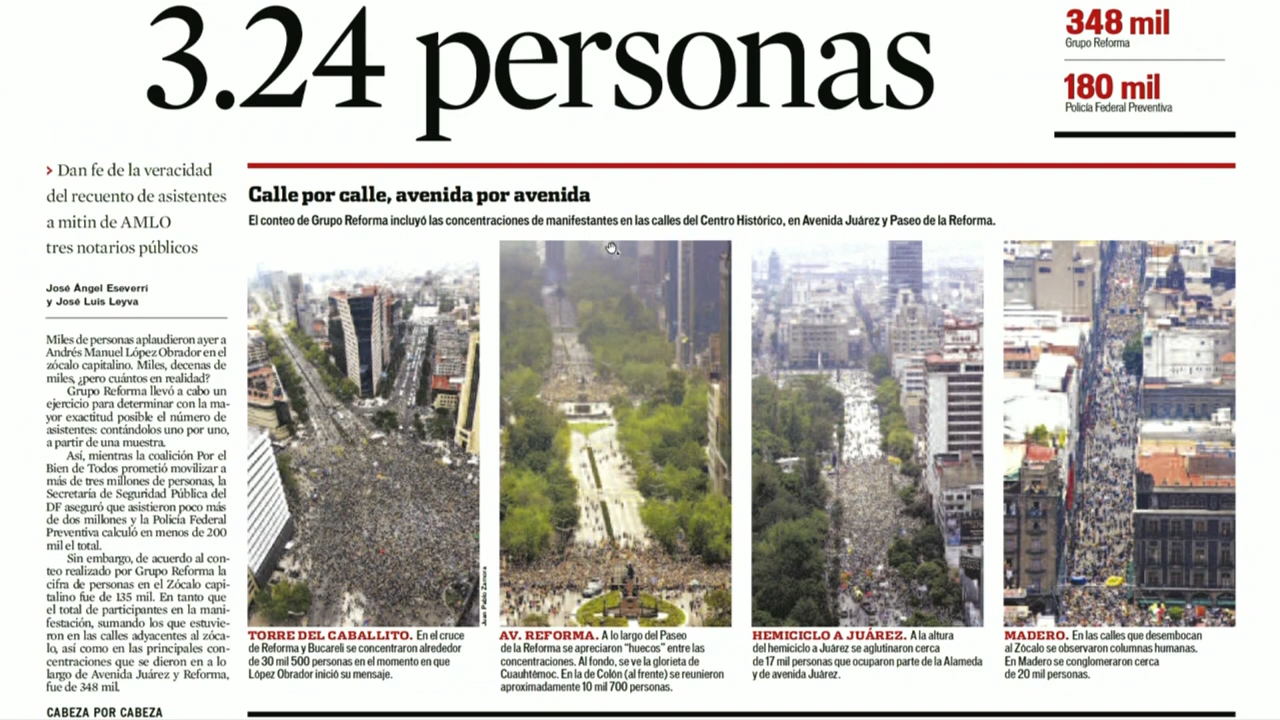 3.24 personas
348 mil
Grupo Reforma
180 mil
Policía Federal Preventiva
> Dan fe de la veracidad
del recuento de asistentes
a mitin de AMLO
tres notarios públicos
José Ángel Eseverri
y José Luis Leyva
Miles de personas aplaudieron ayer a
Andrés Manuel López Obrador en el
zócalo capitalino. Miles, decenas de
miles, ¿pero cuántos en realidad?
Grupo Reforma llevó a cabo un
ejercicio para determinar con la ma-
yor exactitud posible el número de
asistentes: contándolos uno por uno,
a partir de una muestra.
Así, mientras la coalición Por el
Bien de Todos prometió movilizar a
más de tres millones de personas, la
Secretaría de Seguridad Pública del
DF aseguró que asistieron poco más
de dos millones y la Policía Federal
Preventiva calculó en menos de 200
mil el total.
Sin embargo, de acuerdo al con-
teo realizado por Grupo Reforma la
cifra de personas en el Zócalo capi-
talino fue de 135 mil. En tanto que
el total de participantes en la mani-
festación, sumando los que estuvie-
ron en las calles adyacentes al zóca-
lo, así como en las principales con-
centraciones que se dieron en a lo
largo de Avenida Juárez y Reforma,
fue de 348 mil.
CABEZA POR CABEZA
Calle por calle, avenida por avenida
El conteo de Grupo Reforma incluyó las concentraciones de manifestantes en las calles del Centro Histórico, en Avenida Juárez y Paseo de la Reforma.
Juan Pablo Zamora
TORRE DEL CABALLITO. En el cruce
de Reforma y Bucareli se concentraron alrededor
de 30 mil 500 personas en el momento en que
López Obrador inició su mensaje.
AV. REFORMA. A lo largo del Paseo
de la Reforma se apreciaron "huecos" entre las
concentraciones. Al fondo, se ve la glorieta de
Cuauhtémoc. En la de Colón (al frente) se reunieron
aproximadamente 10 mil 700 personas.
HEMICICLO A JUÁREZ. A la altura
del hemiciclo a Juárez se aglutinaron cerca
de 17 mil personas que ocuparon parte de la Alameda
y de avenida Juárez.
MADERO. En las calles que desembocan
al Zócalo se observaron columnas humanas.
En Madero se conglomeraron cerca
de 20 mil personas.